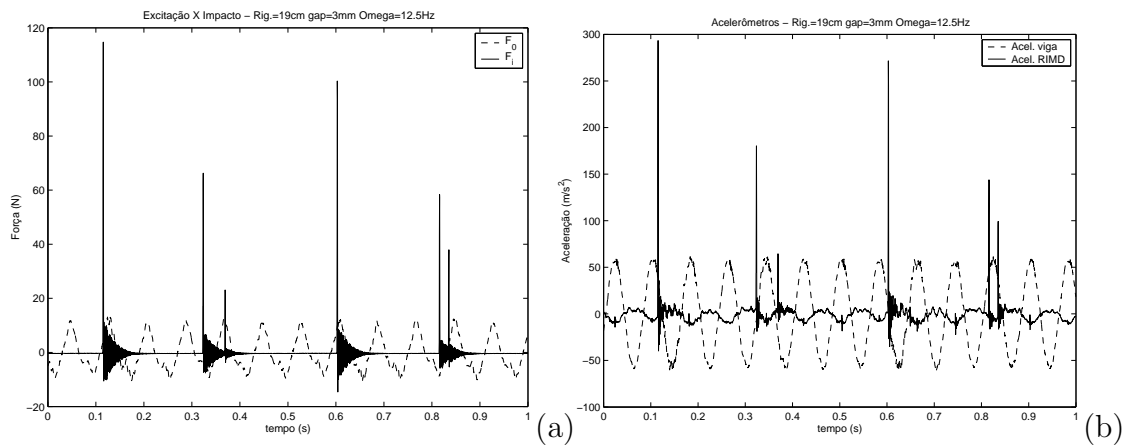 Excitação X Impacto − Rig.=19cm gap=3mm Omega=12.5Hz
F_0
F_i
120
100
80
60
40
20
0
−20
Força (N)
0 0.1 0.2 0.3 0.4 0.5 0.6 0.7 0.8 0.9 1
tempo (s)
(a)
Acelerômetros − Rig.=19cm gap=3mm Omega=12.5Hz
Acel. viga
Acel. RIMD
300
250
200
150
100
50
0
−50
−100
Aceleração (m/s²)
0 0.1 0.2 0.3 0.4 0.5 0.6 0.7 0.8 0.9 1
tempo (s)
(b)